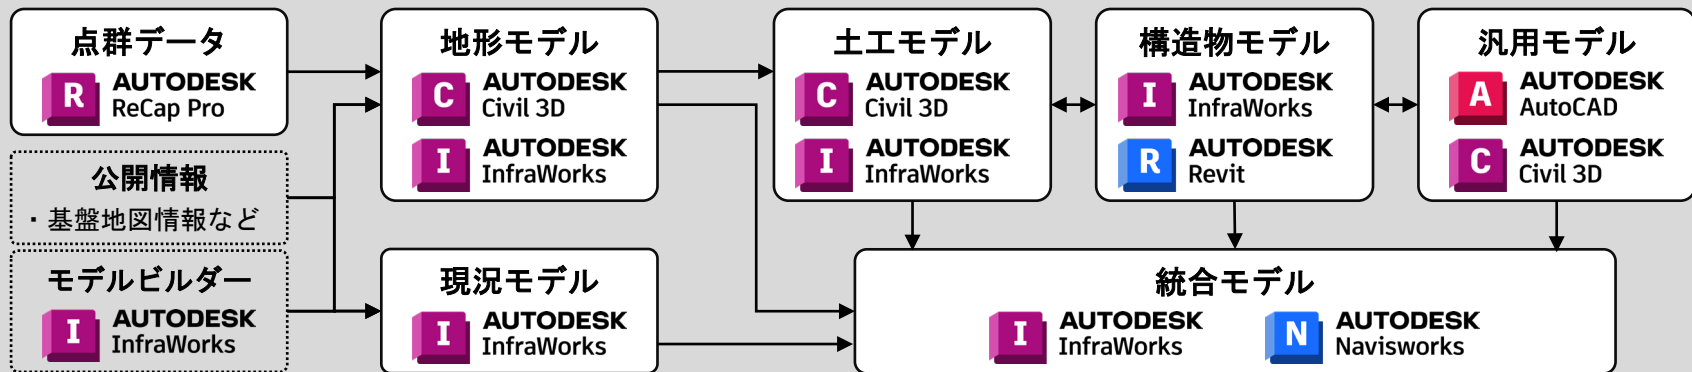 点群データ
R AUTODESK
ReCap Pro
公開情報
・基盤地図情報など
モデルビルダー
I AUTODESK
InfraWorks
地形モデル
C AUTODESK
Civil 3D
I AUTODESK
InfraWorks
現況モデル
I AUTODESK
InfraWorks
土工モデル
C AUTODESK
Civil 3D
I AUTODESK
InfraWorks
構造物モデル
I AUTODESK
InfraWorks
R AUTODESK
Revit
汎用モデル
A AUTODESK
AutoCAD
C AUTODESK
Civil 3D
統合モデル
I AUTODESK
InfraWorks
N AUTODESK
Navisworks